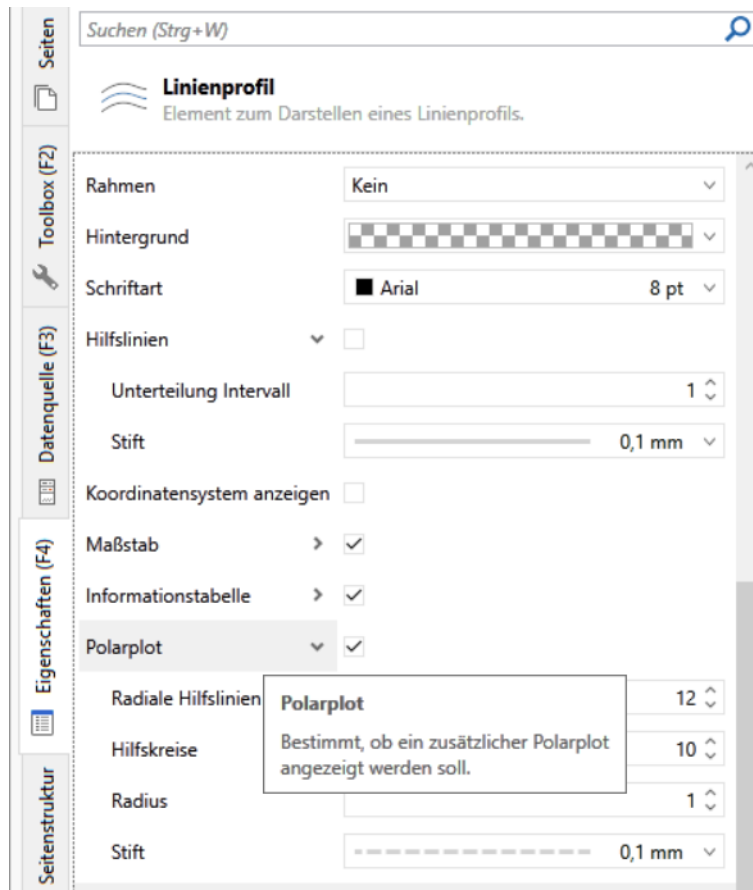 Seiten
Toolbox (F2)
Datenquelle (F3)
Eigenschaften (F4)
Seitenstruktur
Suchen (Strg+W)
Linienprofil
Element zum Darstellen eines Linienprofils.
Rahmen Kein
Hintergrund
Schriftart Arial 8 pt
Hilfslinien
Unterteilung Intervall 1
Stift 0,1 mm
Koordinatensystem anzeigen
Maßstab
Informationstabelle
Polarplot
Radiale Hilfslinien 12
Polarplot
Bestimmt, ob ein zusätzlicher Polarplot
angezeigt werden soll.
Hilfskreise 10
Radius 1
Stift 0,1 mm